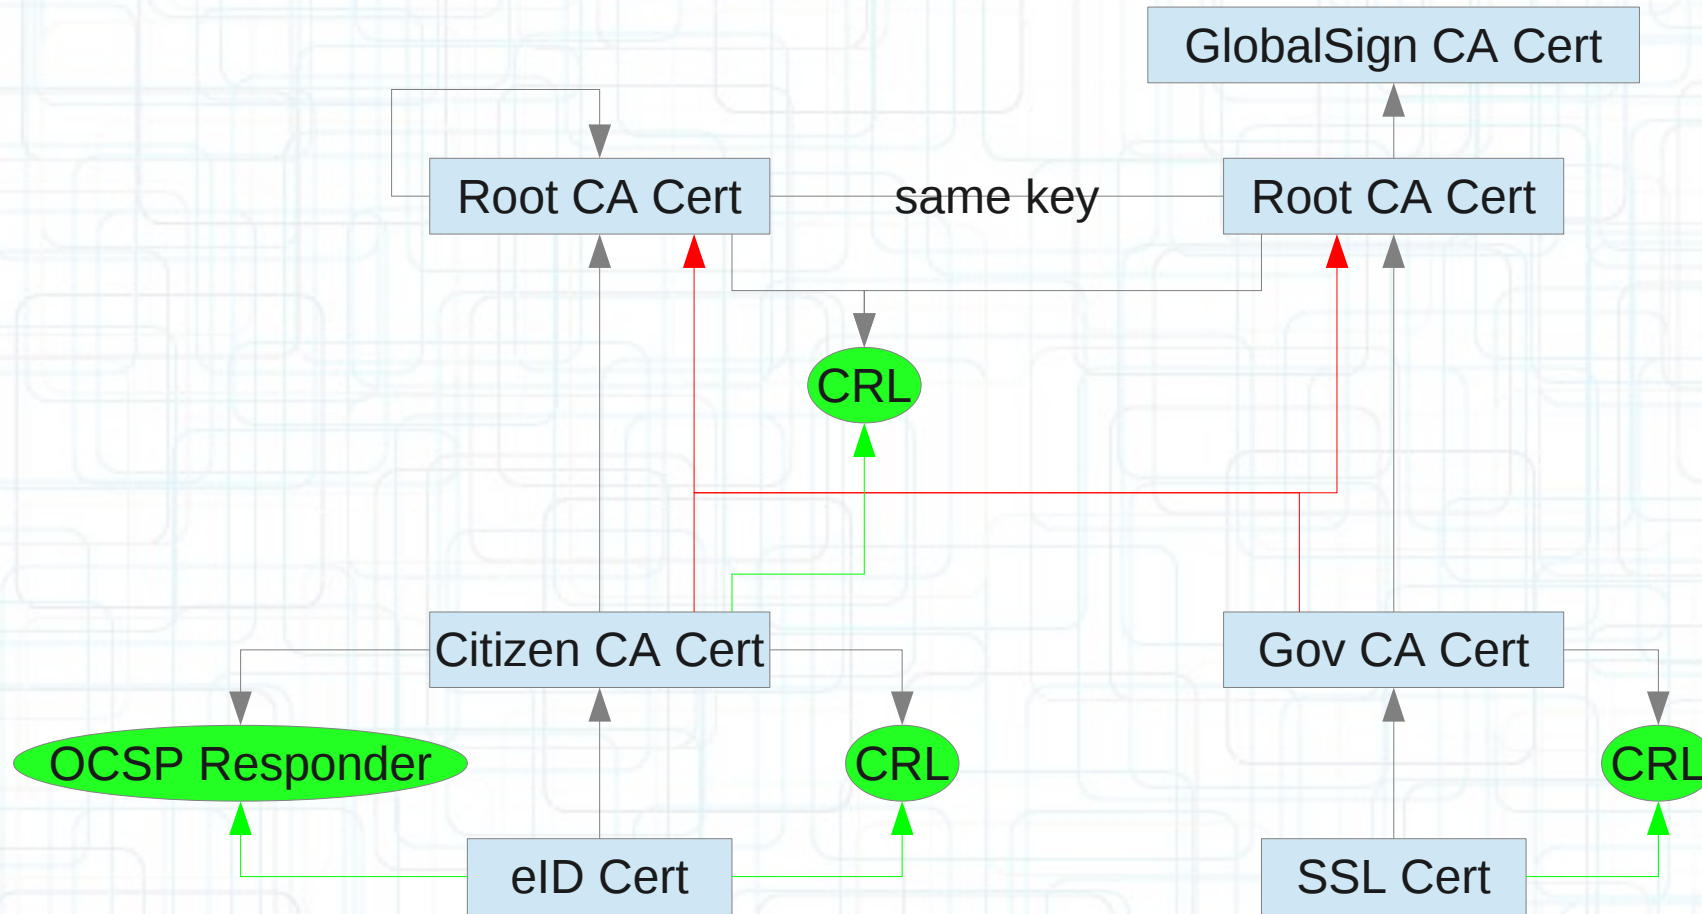 GlobalSign CA Cert
Root CA Cert
same key
Root CA Cert
CRL
Citizen CA Cert
Gov CA Cert
OCSP Responder
CRL
CRL
eID Cert
SSL Cert